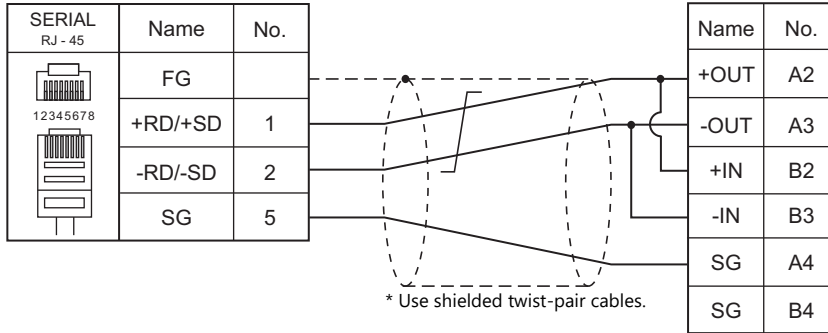 SERIAL
RJ - 45
Name No.
FG
12345678
+RD/+SD 1
-RD/-SD 2
SG 5
Name No.
+OUT A2
-OUT A3
+IN B2
-IN B3
SG A4
SG B4
* Use shielded twist-pair cables.